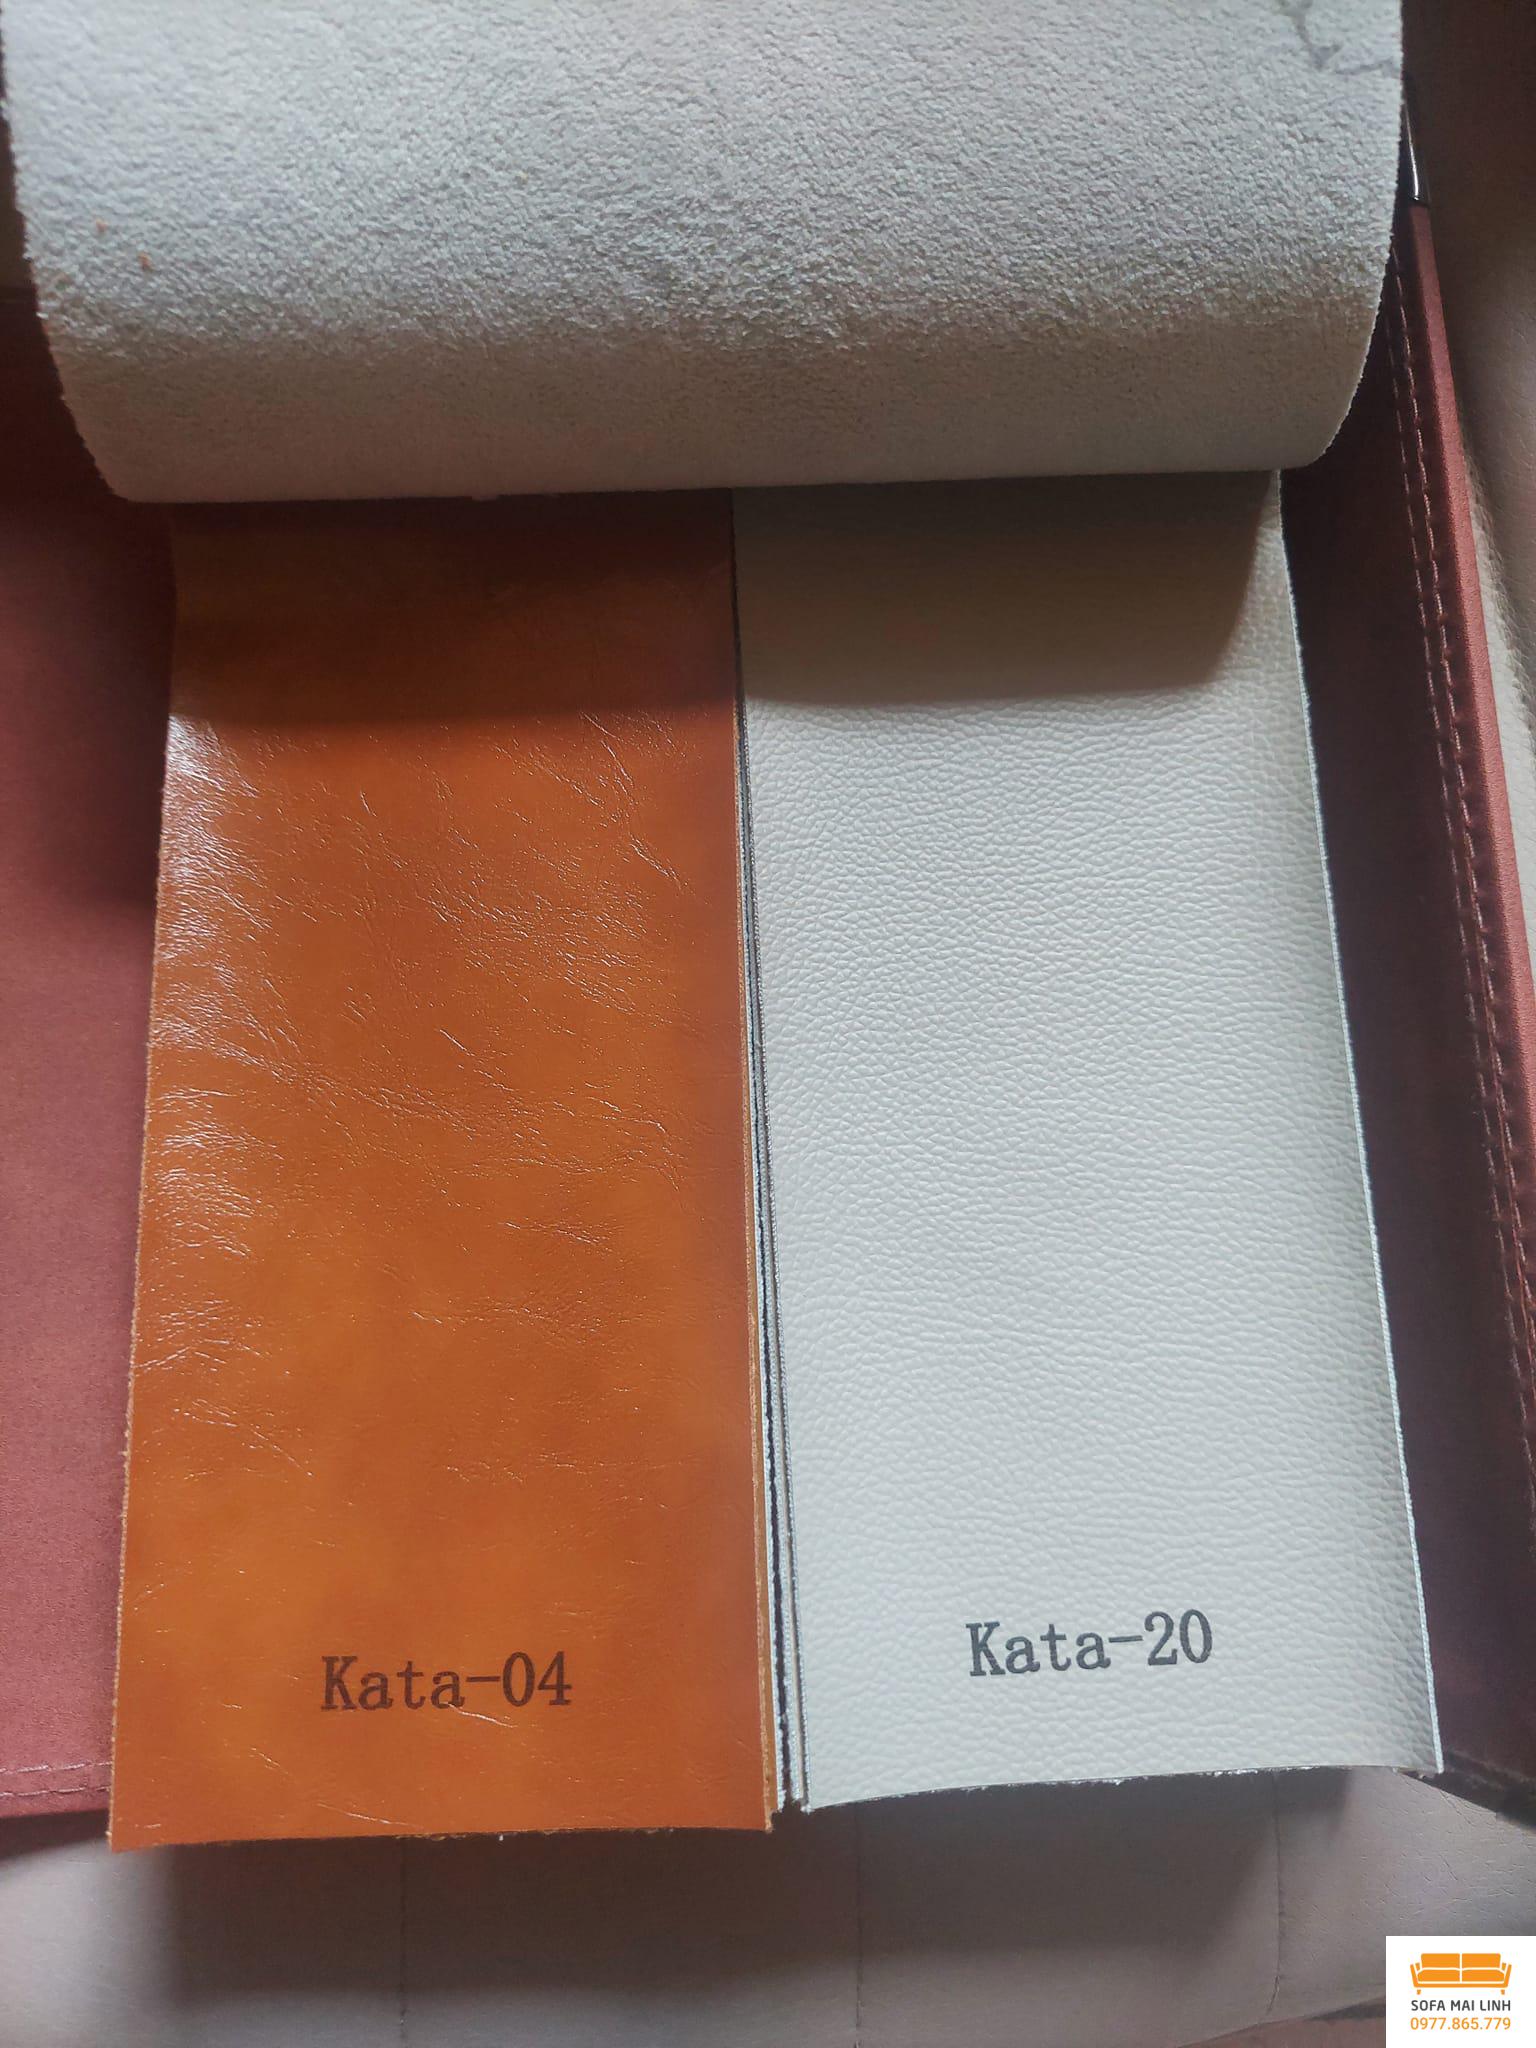 Kata-04
Kata-20
SOFA MAI LINH
0977.865.779